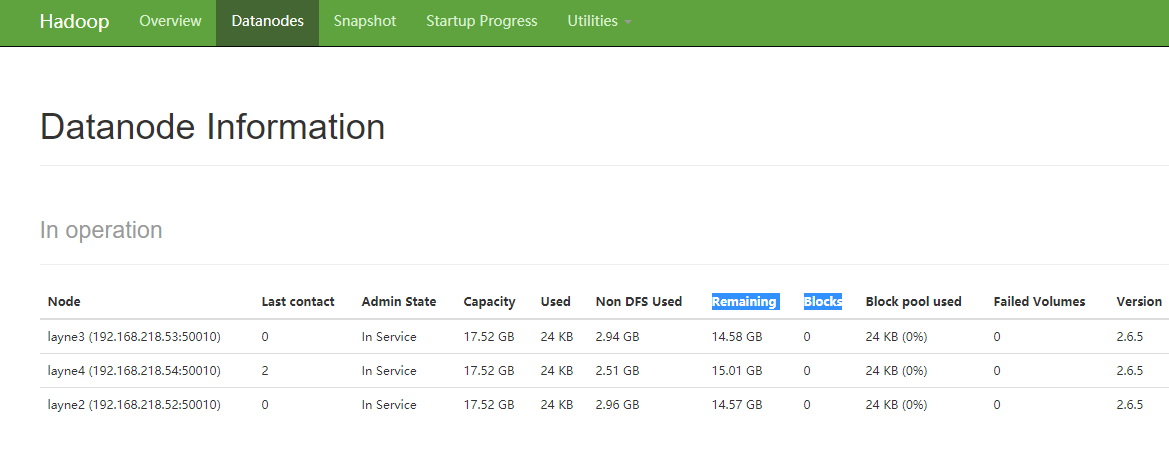 Hadoop Overview Datanodes Snapshot Startup Progress Utilities
Datanode Information
In operation
Node Last contact Admin State Capacity Used Non DFS Used Remaining Blocks Block pool used Failed Volumes Version
layne3 (192.168.218.53:50010) 0 In Service 17.52 GB 24 KB 2.94 GB 14.58 GB 0 24 KB (0%) 0 2.6.5
layne4 (192.168.218.54:50010) 2 In Service 17.52 GB 24 KB 2.51 GB 15.01 GB 0 24 KB (0%) 0 2.6.5
layne2 (192.168.218.52:50010) 0 In Service 17.52 GB 24 KB 2.96 GB 14.57 GB 0 24 KB (0%) 0 2.6.5